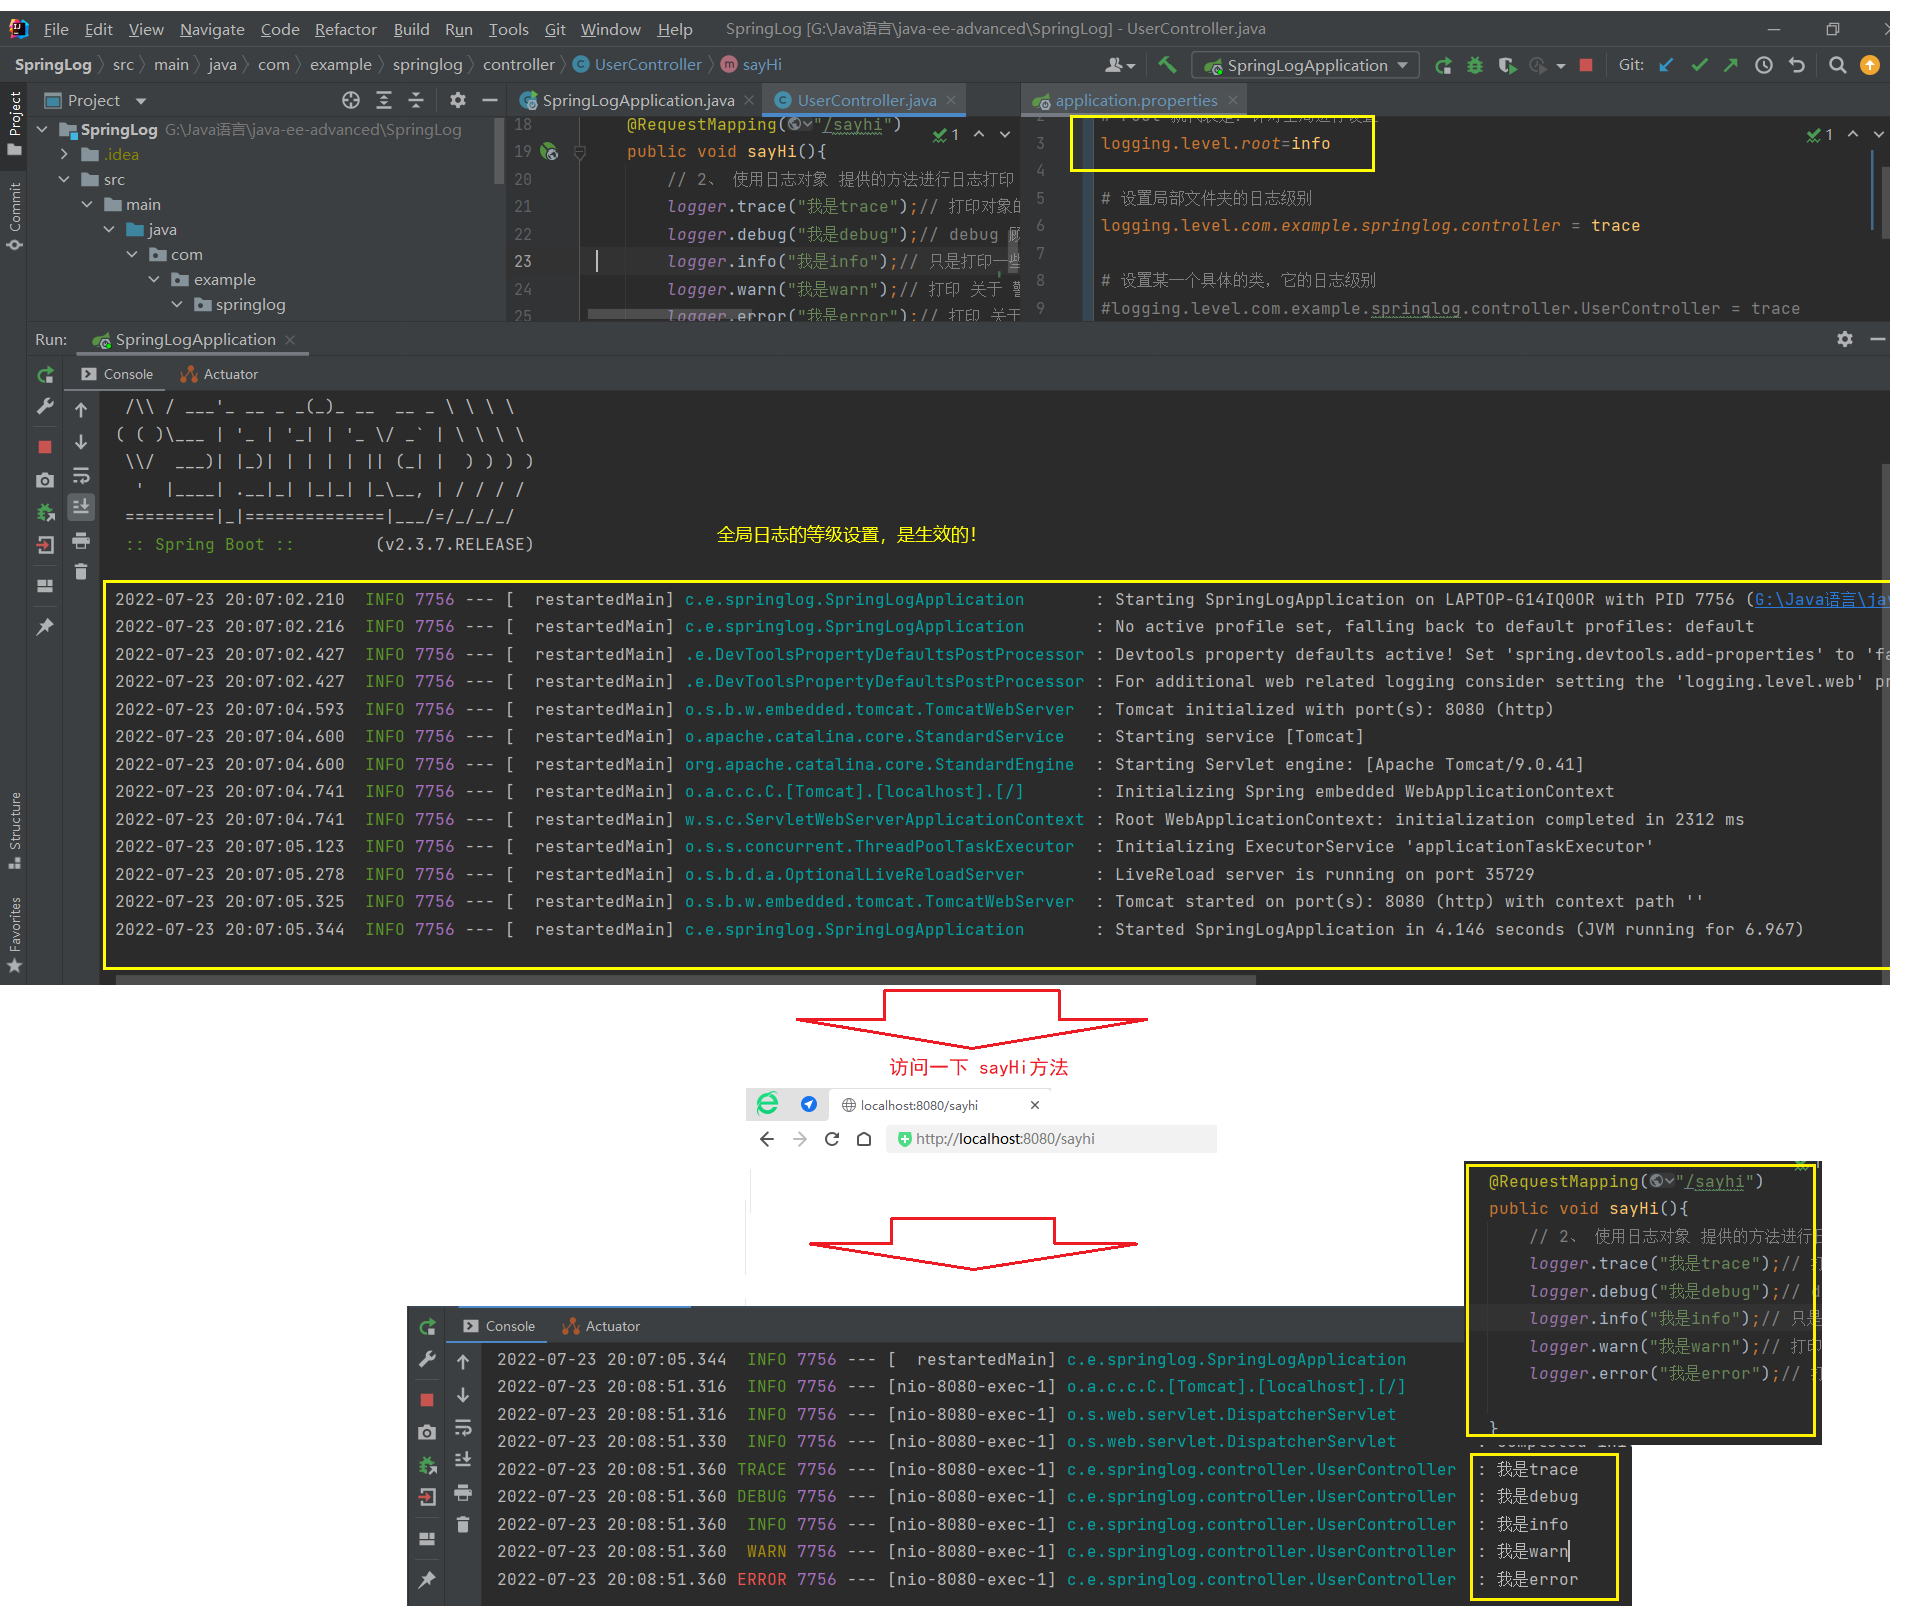 File Edit View Navigate Code Refactor Build Run Tools Git Window Help SpringLog [G:\Java语言\java-ee-advanced\SpringLog] - UserController.java
SpringLog src main java com example springlog controller UserController sayHi SpringLogApplication Git:
Project
Commit
Structure
Favorites
Project
SpringLog G:\Java语言\java-ee-advanced\SpringLog
.idea
src
main
java
com
example
springlog
SpringLogApplication.java UserController.java application.properties
18 @RequestMapping("/sayhi")
19 public void sayHi(){
20 // 2、 使用日志对象 提供的方法进行日志打印
21 logger.trace("我是trace");// 打印对象的
22 logger.debug("我是debug");// debug 顾
23 logger.info("我是info");// 只是打印一些
24 logger.warn("我是warn");// 打印 关于 警
25 logger.error("我是error");// 打印 关于
1
2 # root 就代表是：针对全局进行设置
3 logging.level.root=info
4
5 # 设置局部文件夹的日志级别
6 logging.level.com.example.springlog.controller = trace
7
8 # 设置某一个具体的类，它的日志级别
9 #logging.level.com.example.springlog.controller.UserController = trace
1
Run: SpringLogApplication
Console Actuator
 /\\ / ___'_ __ _ _(_)_ __  __ _ \ \ \ \
( ( )\___ | '_ | '_| | '_ \/ _` | \ \ \ \
 \\/  ___)| |_)| | | | | || (_| |  ) ) ) )
  '  |____| .__|_| |_|_| |_\__, | / / / /
 =========|_|==============|___/=/_/_/_/
 :: Spring Boot ::        (v2.3.7.RELEASE)
全局日志的等级设置，是生效的！
2022-07-23 20:07:02.210  INFO 7756 --- [  restartedMain] c.e.springlog.SpringLogApplication       : Starting SpringLogApplication on LAPTOP-G14IQ0OR with PID 7756 (G:\Java语言\jav
2022-07-23 20:07:02.216  INFO 7756 --- [  restartedMain] c.e.springlog.SpringLogApplication       : No active profile set, falling back to default profiles: default
2022-07-23 20:07:02.427  INFO 7756 --- [  restartedMain] .e.DevToolsPropertyDefaultsPostProcessor : Devtools property defaults active! Set 'spring.devtools.add-properties' to 'fa
2022-07-23 20:07:02.427  INFO 7756 --- [  restartedMain] .e.DevToolsPropertyDefaultsPostProcessor : For additional web related logging consider setting the 'logging.level.web' pr
2022-07-23 20:07:04.593  INFO 7756 --- [  restartedMain] o.s.b.w.embedded.tomcat.TomcatWebServer  : Tomcat initialized with port(s): 8080 (http)
2022-07-23 20:07:04.600  INFO 7756 --- [  restartedMain] o.apache.catalina.core.StandardService   : Starting service [Tomcat]
2022-07-23 20:07:04.600  INFO 7756 --- [  restartedMain] org.apache.catalina.core.StandardEngine  : Starting Servlet engine: [Apache Tomcat/9.0.41]
2022-07-23 20:07:04.741  INFO 7756 --- [  restartedMain] o.a.c.c.C.[Tomcat].[localhost].[/]       : Initializing Spring embedded WebApplicationContext
2022-07-23 20:07:04.741  INFO 7756 --- [  restartedMain] w.s.c.ServletWebServerApplicationContext : Root WebApplicationContext: initialization completed in 2312 ms
2022-07-23 20:07:05.123  INFO 7756 --- [  restartedMain] o.s.s.concurrent.ThreadPoolTaskExecutor  : Initializing ExecutorService 'applicationTaskExecutor'
2022-07-23 20:07:05.278  INFO 7756 --- [  restartedMain] o.s.b.d.a.OptionalLiveReloadServer       : LiveReload server is running on port 35729
2022-07-23 20:07:05.325  INFO 7756 --- [  restartedMain] o.s.b.w.embedded.tomcat.TomcatWebServer  : Tomcat started on port(s): 8080 (http) with context path ''
2022-07-23 20:07:05.344  INFO 7756 --- [  restartedMain] c.e.springlog.SpringLogApplication       : Started SpringLogApplication in 4.146 seconds (JVM running for 6.967)
访问一下 sayHi方法
localhost:8080/sayhi
http://localhost:8080/sayhi
@RequestMapping("/sayhi")
public void sayHi(){
// 2、 使用日志对象 提供的方法进行日
logger.trace("我是trace");// 打
logger.debug("我是debug");// d
logger.info("我是info");// 只是
logger.warn("我是warn");// 打印
logger.error("我是error");// 打
}
Console Actuator
2022-07-23 20:07:05.344  INFO 7756 --- [  restartedMain] c.e.springlog.SpringLogApplication
2022-07-23 20:08:51.316  INFO 7756 --- [nio-8080-exec-1] o.a.c.c.C.[Tomcat].[localhost].[/]
2022-07-23 20:08:51.316  INFO 7756 --- [nio-8080-exec-1] o.s.web.servlet.DispatcherServlet
2022-07-23 20:08:51.330  INFO 7756 --- [nio-8080-exec-1] o.s.web.servlet.DispatcherServlet
2022-07-23 20:08:51.360 TRACE 7756 --- [nio-8080-exec-1] c.e.springlog.controller.UserController  : 我是trace
2022-07-23 20:08:51.360 DEBUG 7756 --- [nio-8080-exec-1] c.e.springlog.controller.UserController  : 我是debug
2022-07-23 20:08:51.360  INFO 7756 --- [nio-8080-exec-1] c.e.springlog.controller.UserController  : 我是info
2022-07-23 20:08:51.360  WARN 7756 --- [nio-8080-exec-1] c.e.springlog.controller.UserController  : 我是warn
2022-07-23 20:08:51.360 ERROR 7756 --- [nio-8080-exec-1] c.e.springlog.controller.UserController  : 我是error